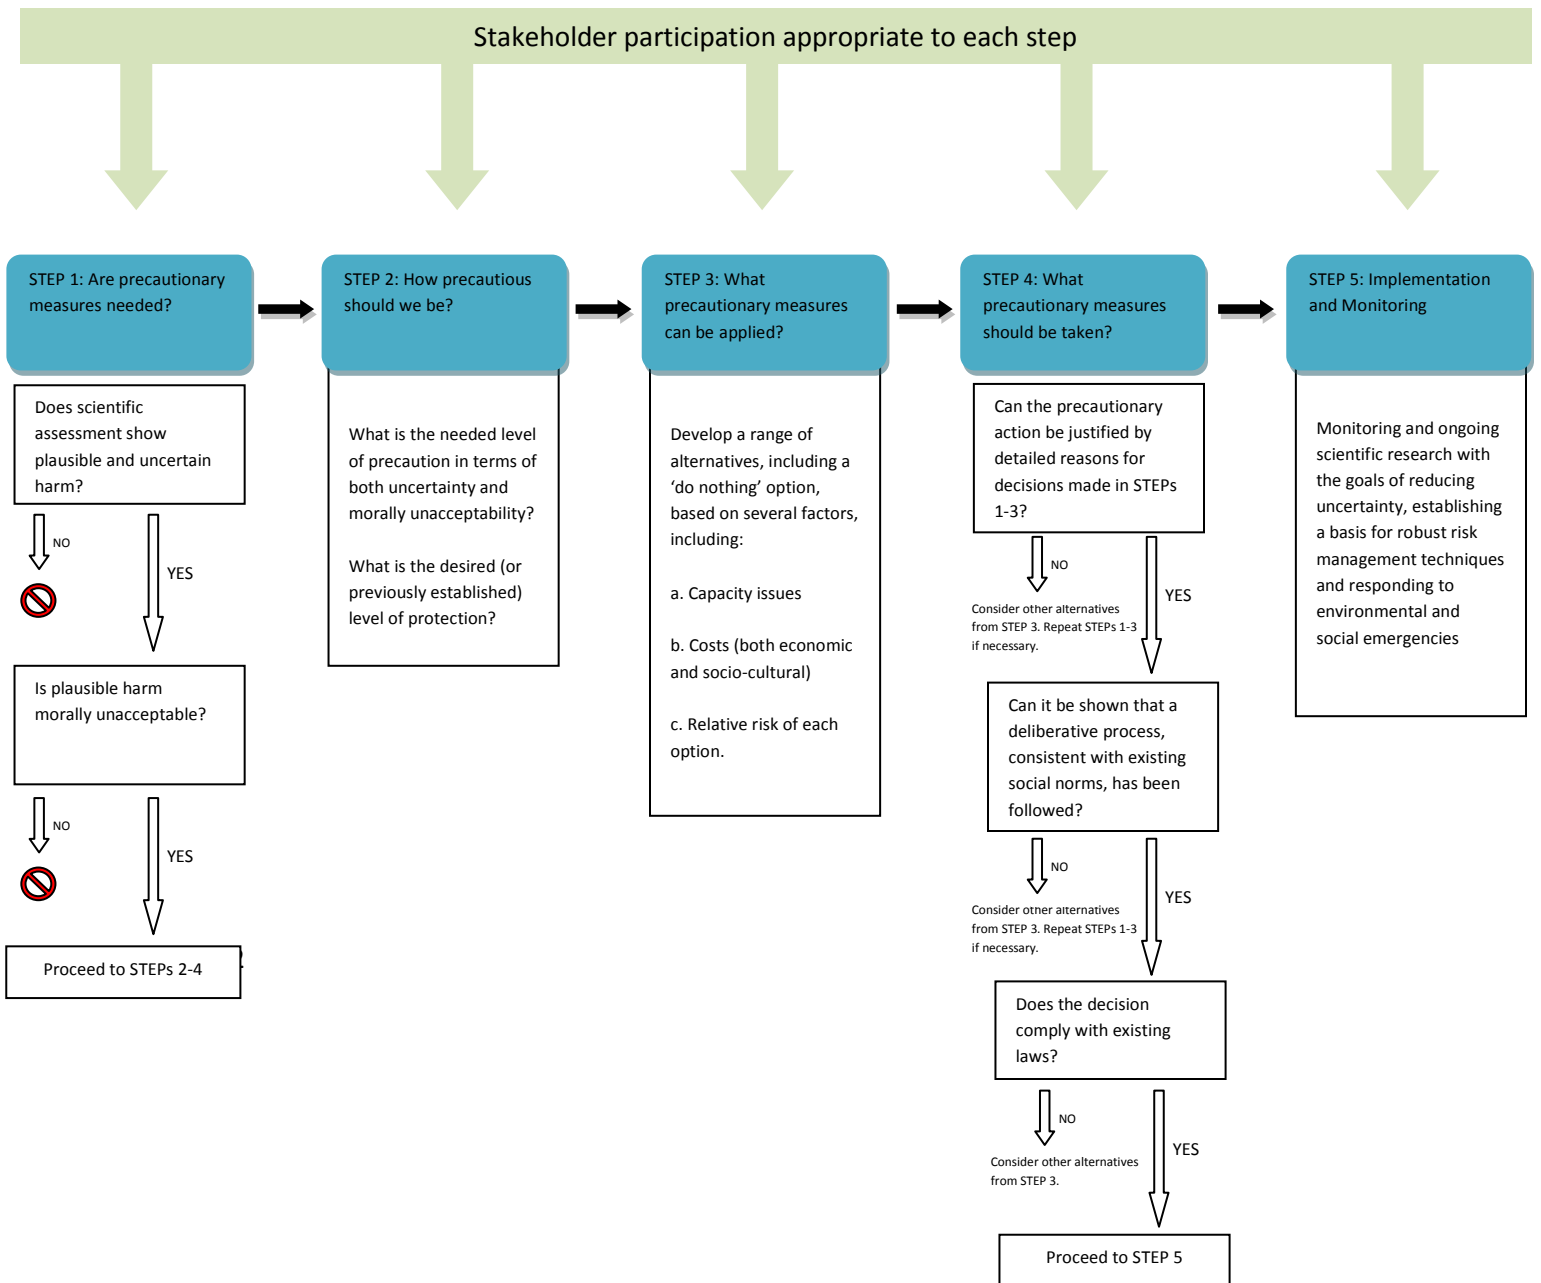 Stakeholder participation appropriate to each step
STEP 1: Are precautionary
measures needed?
Does scientific
assessment show
plausible and uncertain
harm?
NO
YES
Is plausible harm
morally unacceptable?
NO
YES
Proceed to STEPs 2-4
STEP 2: How precautious
should we be?
What is the needed level
of precaution in terms of
both uncertainty and
morally unacceptability?
What is the desired (or
previously established)
level of protection?
STEP 3: What
precautionary measures
can be applied?
Develop a range of
alternatives, including a
‘do nothing’ option,
based on several factors,
including:
a. Capacity issues
b. Costs (both economic
and socio-cultural)
c. Relative risk of each
option.
STEP 4: What
precautionary measures
should be taken?
Can the precautionary
action be justified by
detailed reasons for
decisions made in STEPs
1-3?
NO
YES
Consider other alternatives
from STEP 3. Repeat STEPs 1-3
if necessary.
Can it be shown that a
deliberative process,
consistent with existing
social norms, has been
followed?
NO
YES
Consider other alternatives
from STEP 3. Repeat STEPs 1-3
if necessary.
Does the decision
comply with existing
laws?
NO
YES
Consider other alternatives
from STEP 3.
Proceed to STEP 5
STEP 5: Implementation
and Monitoring
Monitoring and ongoing
scientific research with
the goals of reducing
uncertainty, establishing
a basis for robust risk
management techniques
and responding to
environmental and
social emergencies